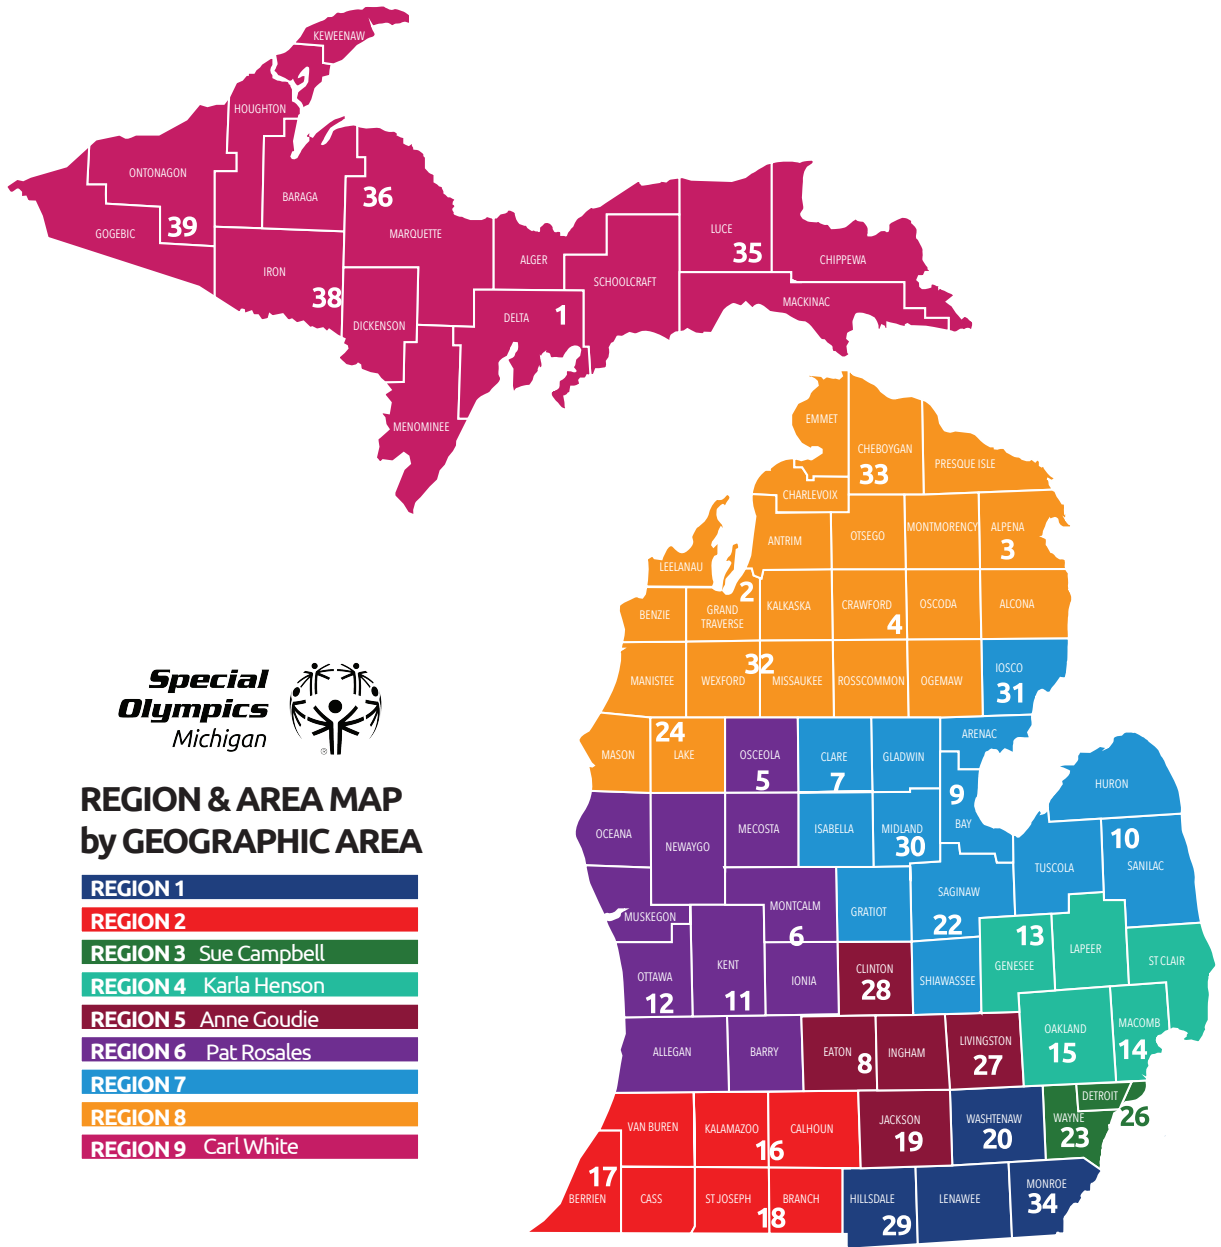 KEWEENAW
HOUGHTON
ONTONAGON
BARAGA
36
39
GOGEBIC
MARQUETTE
LUCE
35
ALGER
CHIPPEWA
IRON
SCHOOLCRAFT
38
MACKINAC
DICKENSON
DELTA
1
MENOMINEE
EMMET
CHEBOYGAN
33
PRESQUE ISLE
CHARLEVOIX
ANTRIM
OTSEGO
MONTMORENCY
ALPENA
3
LEELANAU
2
BENZIE
GRAND
TRAVERSE
KALKASKA
CRAWFORD
4
OSCODA
ALCONA
MANISTEE
WEXFORD
32
MISSAUKEE
ROSSCOMMON
OGEMAW
IOSCO
31
Special
Olympics
Michigan
MASON
24
LAKE
OSCEOLA
5
CLARE
7
GLADWIN
ARENAC
HURON
REGION & AREA MAP
by GEOGRAPHIC AREA
OCEANA
NEWAYGO
MECOSTA
ISABELLA
MIDLAND
30
9
BAY
TUSCOLA
10
SANILAC
REGION 1
REGION 2
REGION 3 Sue Campbell
REGION 4 Karla Henson
REGION 5 Anne Goudie
REGION 6 Pat Rosales
REGION 7
REGION 8
REGION 9 Carl White
MUSKEGON
MONTCALM
6
GRATIOT
SAGINAW
22
13
GENESEE
LAPEER
ST CLAIR
OTTAWA
12
KENT
11
IONIA
CLINTON
28
SHIAWASSEE
ALLEGAN
BARRY
EATON
8
INGHAM
LIVINGSTON
27
OAKLAND
15
MACOMB
14
VAN BUREN
KALAMAZOO
16
CALHOUN
JACKSON
19
WASHTENAW
20
WAYNE
23
DETROIT
26
17
BERRIEN
CASS
ST JOSEPH
18
BRANCH
HILLSDALE
29
LENAWEE
MONROE
34